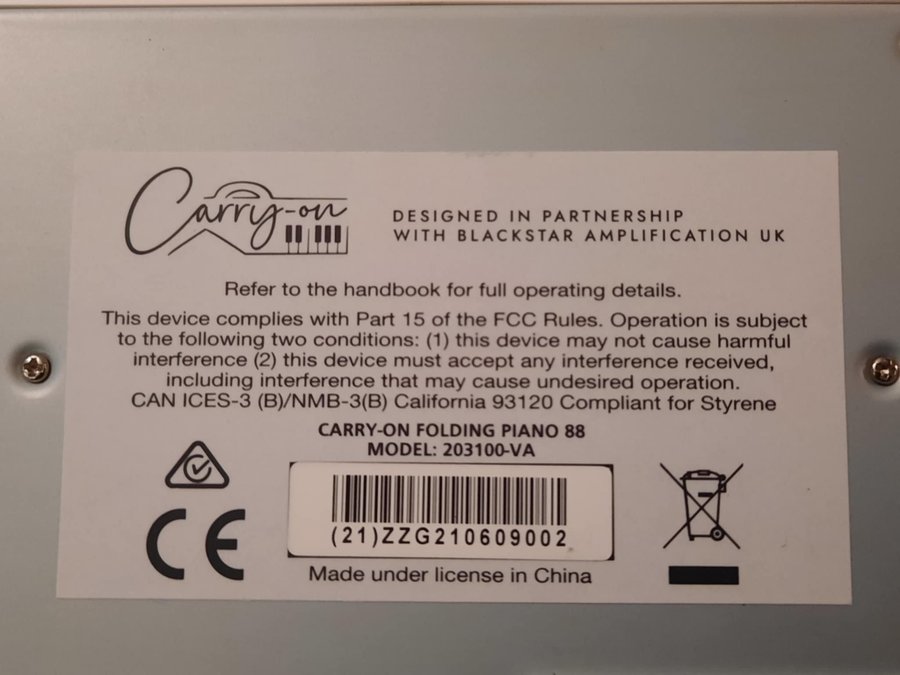 Carry-on
DESIGNED IN PARTNERSHIP
WITH BLACKSTAR AMPLIFICATION UK
Refer to the handbook for full operating details.
This device complies with Part 15 of the FCC Rules. Operation is subject
to the following two conditions: (1) this device may not cause harmful
interference (2) this device must accept any interference received,
including interference that may cause undesired operation.
CAN ICES-3 (B)/NMB-3(B) California 93120 Compliant for Styrene
CARRY-ON FOLDING PIANO 88
MODEL: 203100-VA
(21)ZZG210609002
CE
Made under license in China